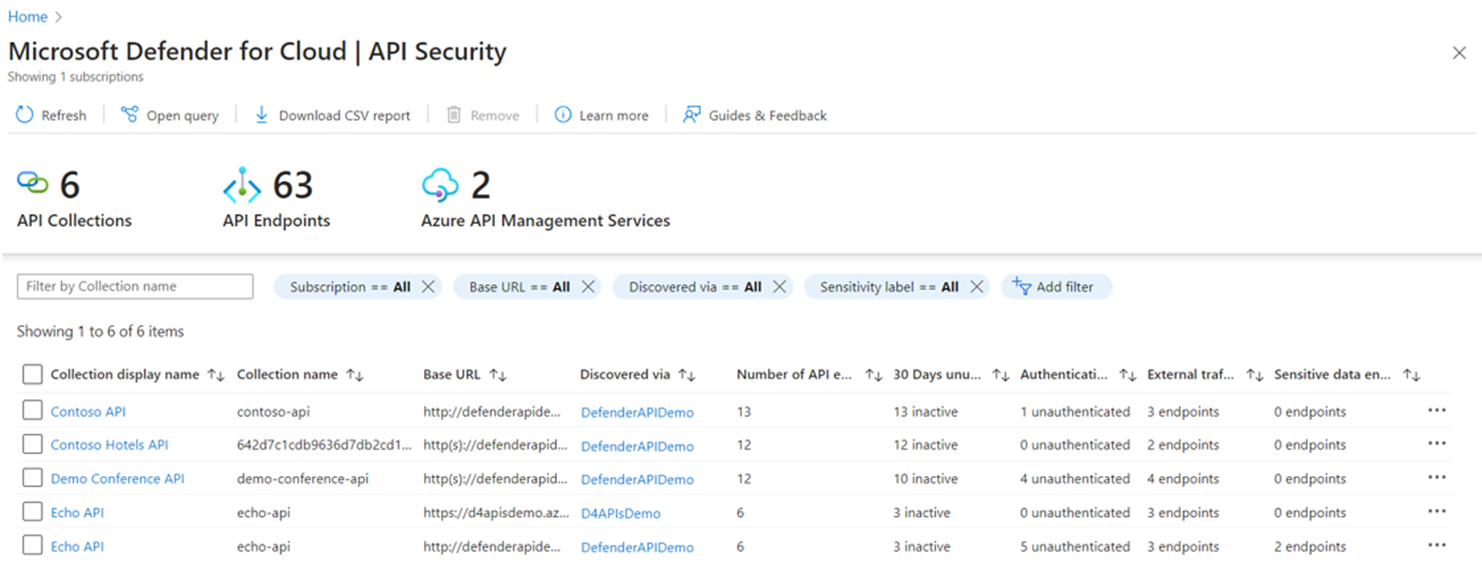 Home
Microsoft Defender for Cloud | API Security
Showing 1 subscriptions
Refresh Open query Download CSV report Remove Learn more Guides & Feedback
6 63 2
API Collections API Endpoints Azure API Management Services
Filter by Collection name Subscription == All Base URL == All Discovered via == All Sensitivity label == All Add filter
Showing 1 to 6 of 6 items
Collection display name Collection name Base URL Discovered via Number of API e... 30 Days unu... Authenticati... External traf... Sensitive data en...
Contoso API contoso-api http://defenderapide... DefenderAPIDemo 13 13 inactive 1 unauthenticated 3 endpoints 0 endpoints
Contoso Hotels API 642d7c1cdb9636d7db2cd1... http(s)://defenderapid... DefenderAPIDemo 12 12 inactive 0 unauthenticated 2 endpoints 0 endpoints
Demo Conference API demo-conference-api http(s)://defenderapid... DefenderAPIDemo 12 10 inactive 4 unauthenticated 4 endpoints 0 endpoints
Echo API echo-api https://d4apisdemo.az... D4APIsDemo 6 3 inactive 0 unauthenticated 3 endpoints 0 endpoints
Echo API echo-api http://defenderapide... DefenderAPIDemo 6 3 inactive 5 unauthenticated 3 endpoints 2 endpoints